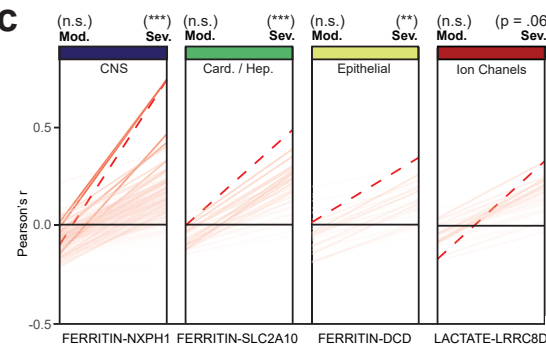 C
(n.s.) (***) (n.s.) (***) (n.s.) (**) (n.s.) (p = .06
Mod. Sev. Mod. Sev. Mod. Sev. Mod. Sev.
CNS Card. / Hep. Epithelial Ion Chanels
Pearson's r
0.5
0.0
-0.5
FERRITIN-NXPH1 FERRITIN-SLC2A10 FERRITIN-DCD LACTATE-LRRC8D